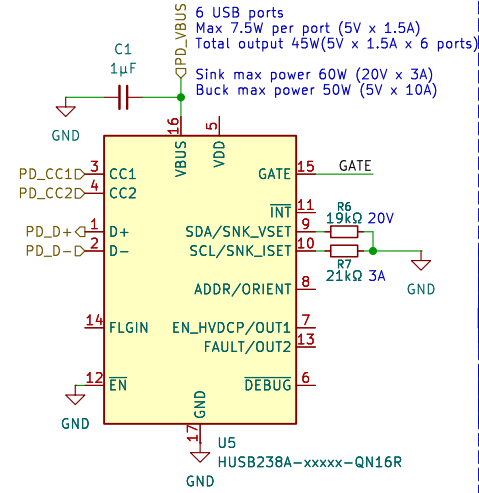 6 USB ports
Max 7.5W per port (5V x 1.5A)
Total output 45W(5V x 1.5A x 6 ports)
Sink max power 60W (20V x 3A)
Buck max power 50W (5V x 10A)
PD_VBUS
C1
1µF
GND
16
VBUS
5
VDD
PD_CC1
3
CC1
PD_CC2
4
CC2
PD_D+
1
D+
PD_D-
2
D-
14
FLGIN
12
EN
GND
GATE
15
GATE
INT
11
SDA/SNK_VSET
9
R6
19kΩ
20V
SCL/SNK_ISET
10
R7
21kΩ
3A
GND
ADDR/ORIENT
8
EN_HVDCP/OUT1
7
FAULT/OUT2
13
DEBUG
6
GND
17
GND
U5
HUSB238A-xxxxx-QN16R